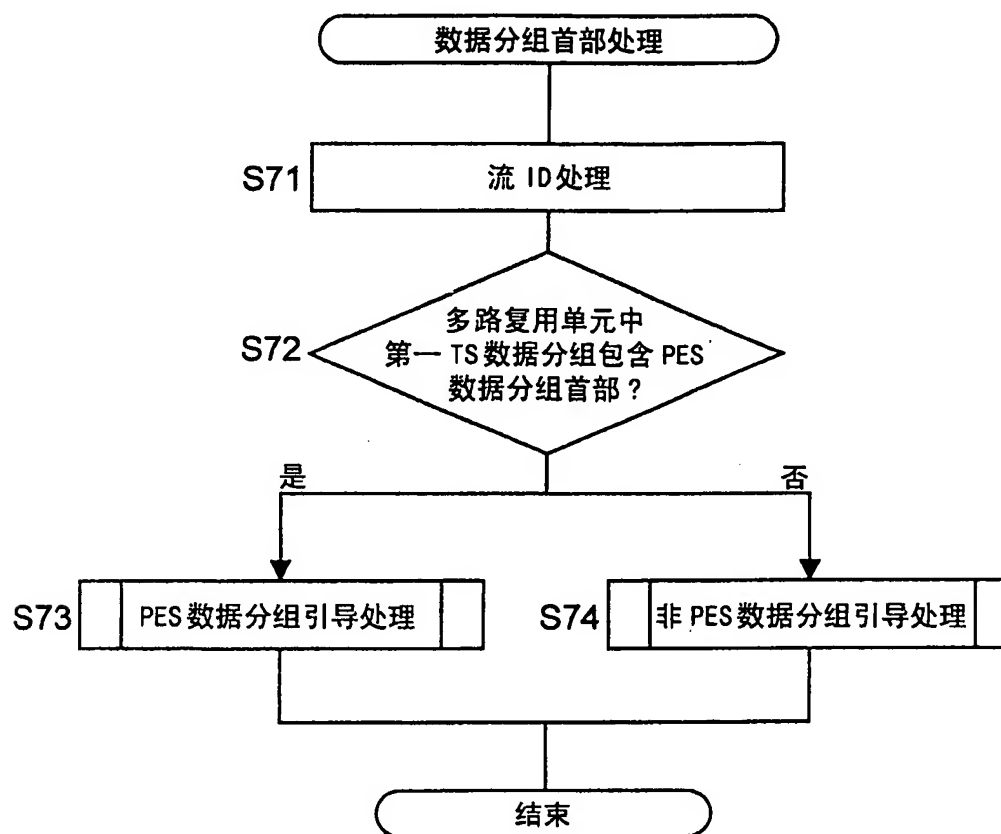 数据分组首部处理
S71
流 ID处理
S72
多路复用单元中
第一 TS数据分组包含 PES
数据分组首部？
是
否
S73
PES数据分组引导处理
S74
非 PES数据分组引导处理
结束